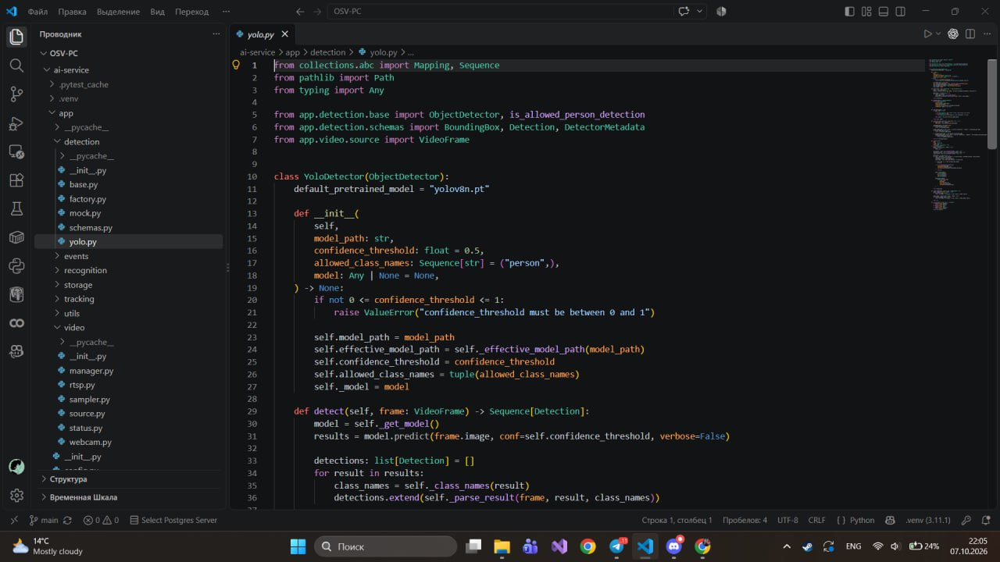 Файл Правка Выделение Вид Переход ··· OSV-PC
Проводник ···
OSV-PC
ai-service
.pytest_cache
.venv
app
__pycache__
detection
__pycache__
__init__.py
base.py
factory.py
mock.py
schemas.py
yolo.py
events
recognition
storage
tracking
utils
video
__pycache__
__init__.py
manager.py
rtsp.py
sampler.py
source.py
status.py
webcam.py
__init__.py
Структура
Временная Шкала
yolo.py
ai-service > app > detection > yolo.py > ...
1 from collections.abc import Mapping, Sequence
2 from pathlib import Path
3 from typing import Any
4
5 from app.detection.base import ObjectDetector, is_allowed_person_detection
6 from app.detection.schemas import BoundingBox, Detection, DetectorMetadata
7 from app.video.source import VideoFrame
8
9
10 class YoloDetector(ObjectDetector):
11 default_pretrained_model = "yolov8n.pt"
12
13 def __init__(
14 self,
15 model_path: str,
16 confidence_threshold: float = 0.5,
17 allowed_class_names: Sequence[str] = ("person",),
18 model: Any | None = None,
19 ) -> None:
20 if not 0 <= confidence_threshold <= 1:
21 raise ValueError("confidence_threshold must be between 0 and 1")
22
23 self.model_path = model_path
24 self.effective_model_path = self._effective_model_path(model_path)
25 self.confidence_threshold = confidence_threshold
26 self.allowed_class_names = tuple(allowed_class_names)
27 self._model = model
28
29 def detect(self, frame: VideoFrame) -> Sequence[Detection]:
30 model = self._get_model()
31 results = model.predict(frame.image, conf=self.confidence_threshold, verbose=False)
32
33 detections: list[Detection] = []
34 for result in results:
35 class_names = self._class_names(result)
36 detections.extend(self._parse_result(frame, result, class_names))
main 0 0 Select Postgres Server Строка 1, столбец 1 Пробелов: 4 UTF-8 CRLF { } Python .venv (3.11.1)
14°C
Mostly cloudy
Поиск
11
ENG
24%
22:05
07.10.2026